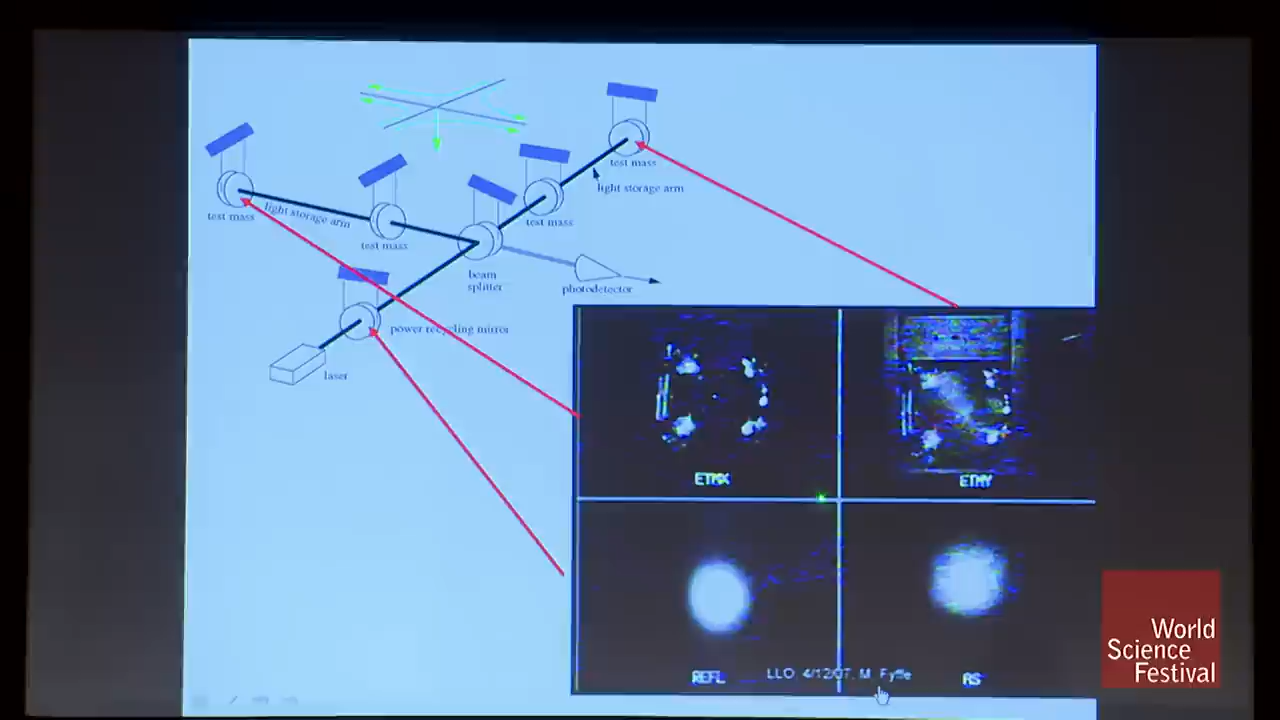 test mass
light storage arm
test mass
light storage arm
test mass
test mass
beam
splitter
photodetector
power recycling mirror
laser
ETMX
ETMY
REFL
LLO 4/12/07, M. Fyffe
AS
World
Science
Festival